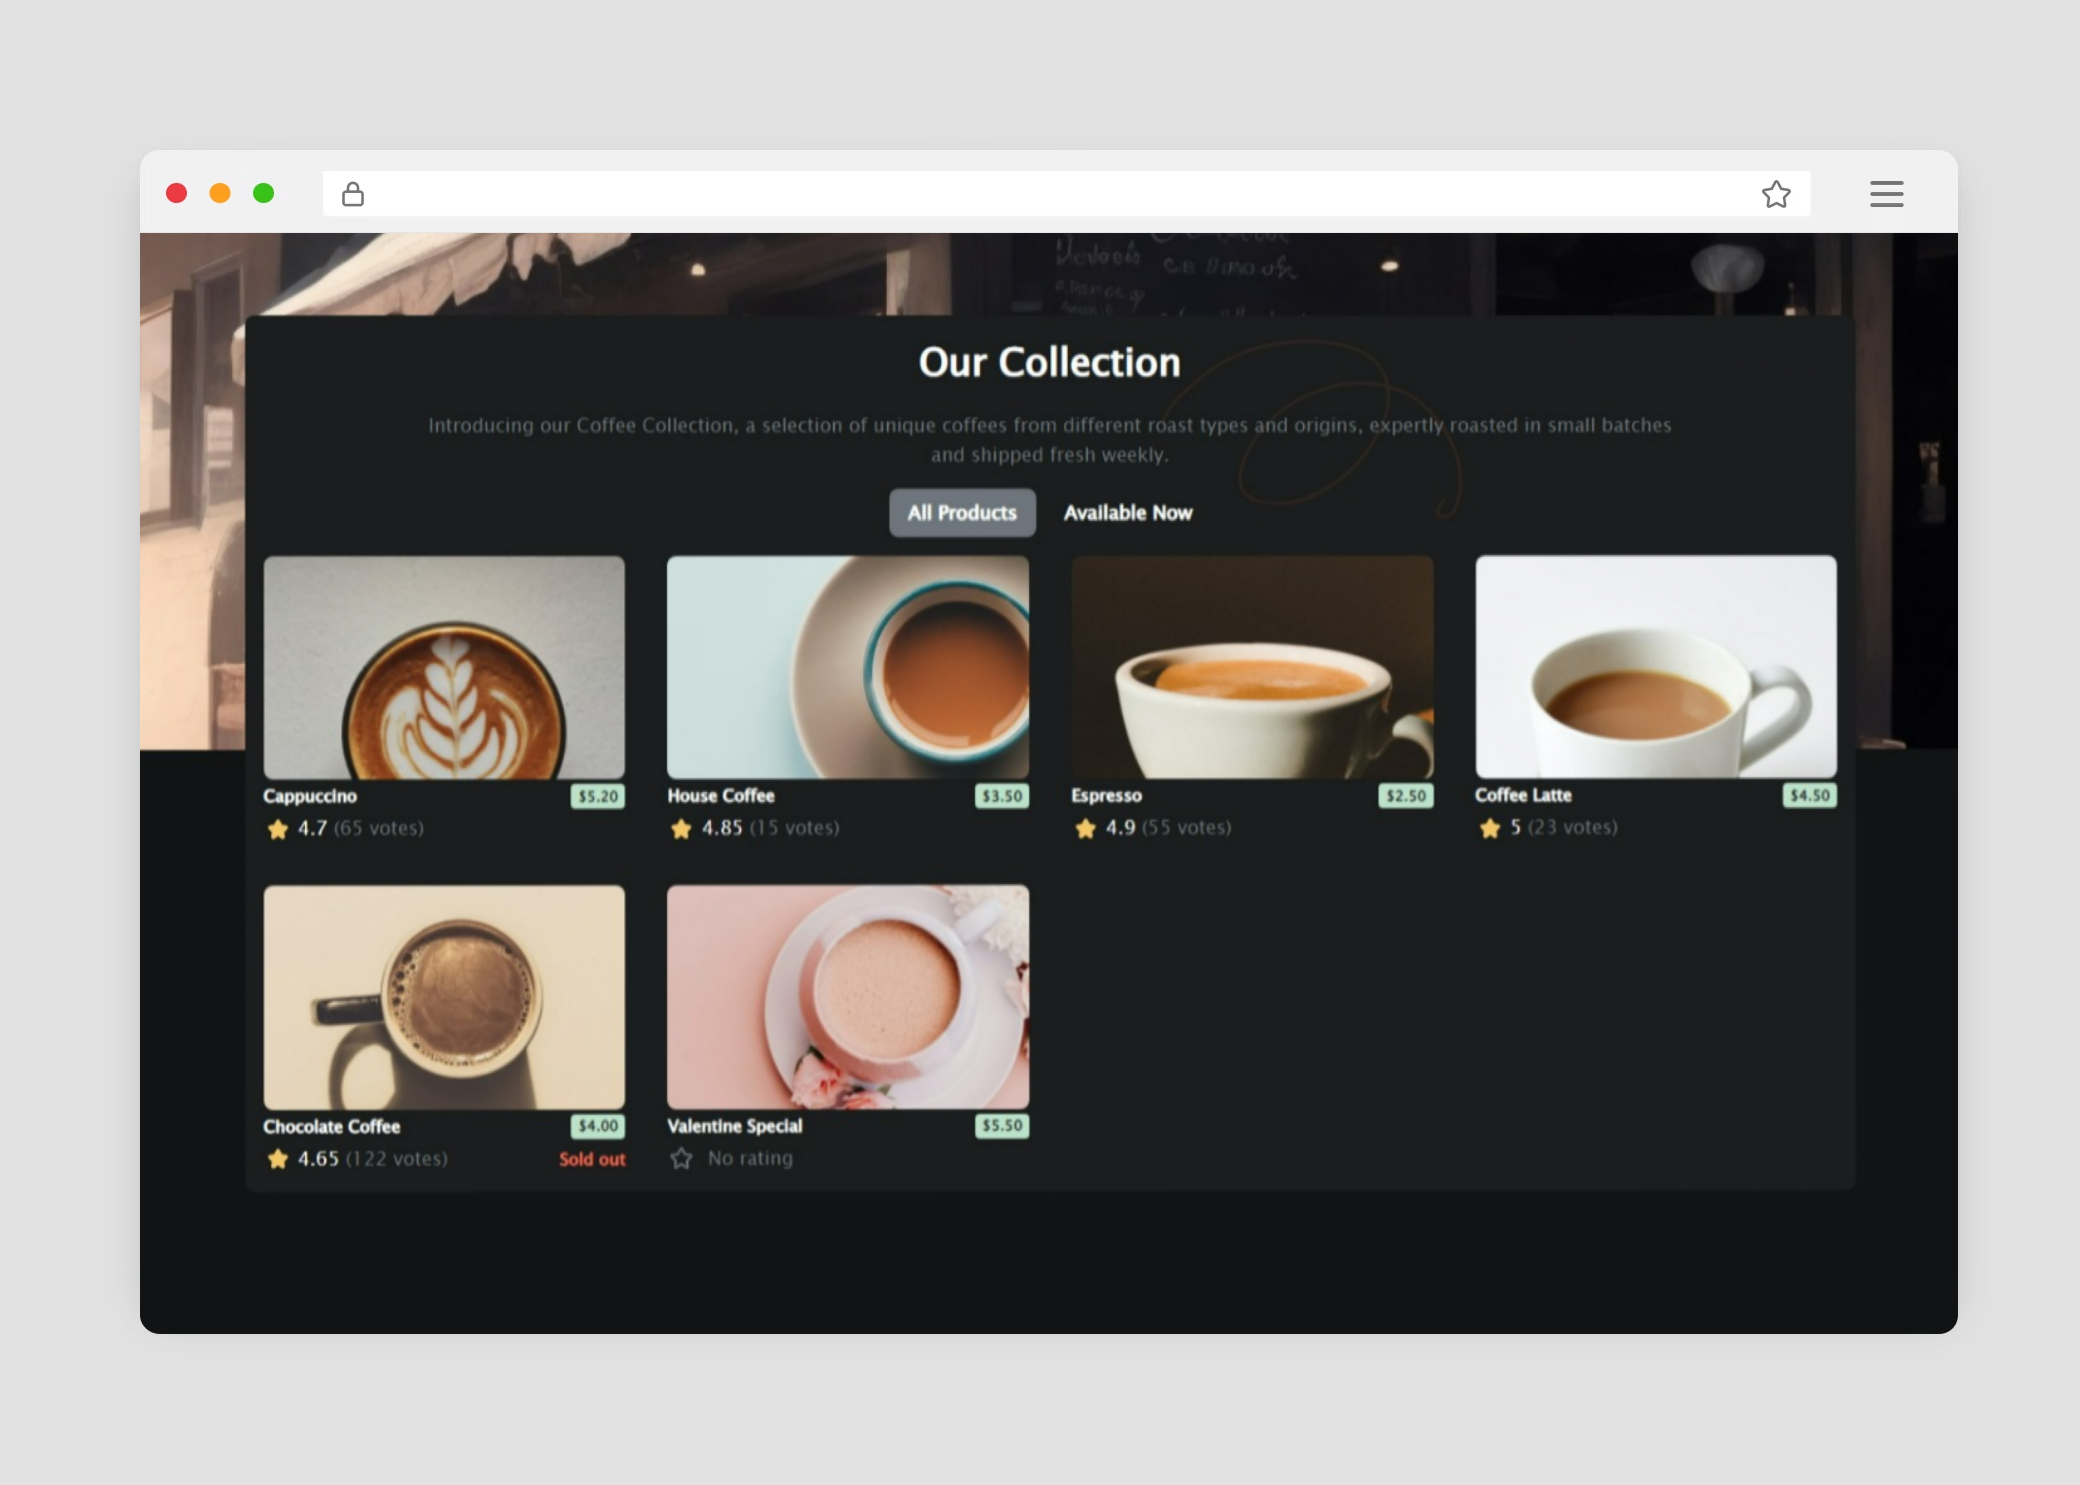 Our Collection
Introducing our Coffee Collection, a selection of unique coffees from different roast types and origins, expertly roasted in small batches
and shipped fresh weekly.
All Products Available Now
Cappuccino $5.20
4.7 (65 votes)
House Coffee $3.50
4.85 (15 votes)
Espresso $2.50
4.9 (55 votes)
Coffee Latte $4.50
5 (23 votes)
Chocolate Coffee $4.00
4.65 (122 votes) Sold out
Valentine Special $5.50
No rating